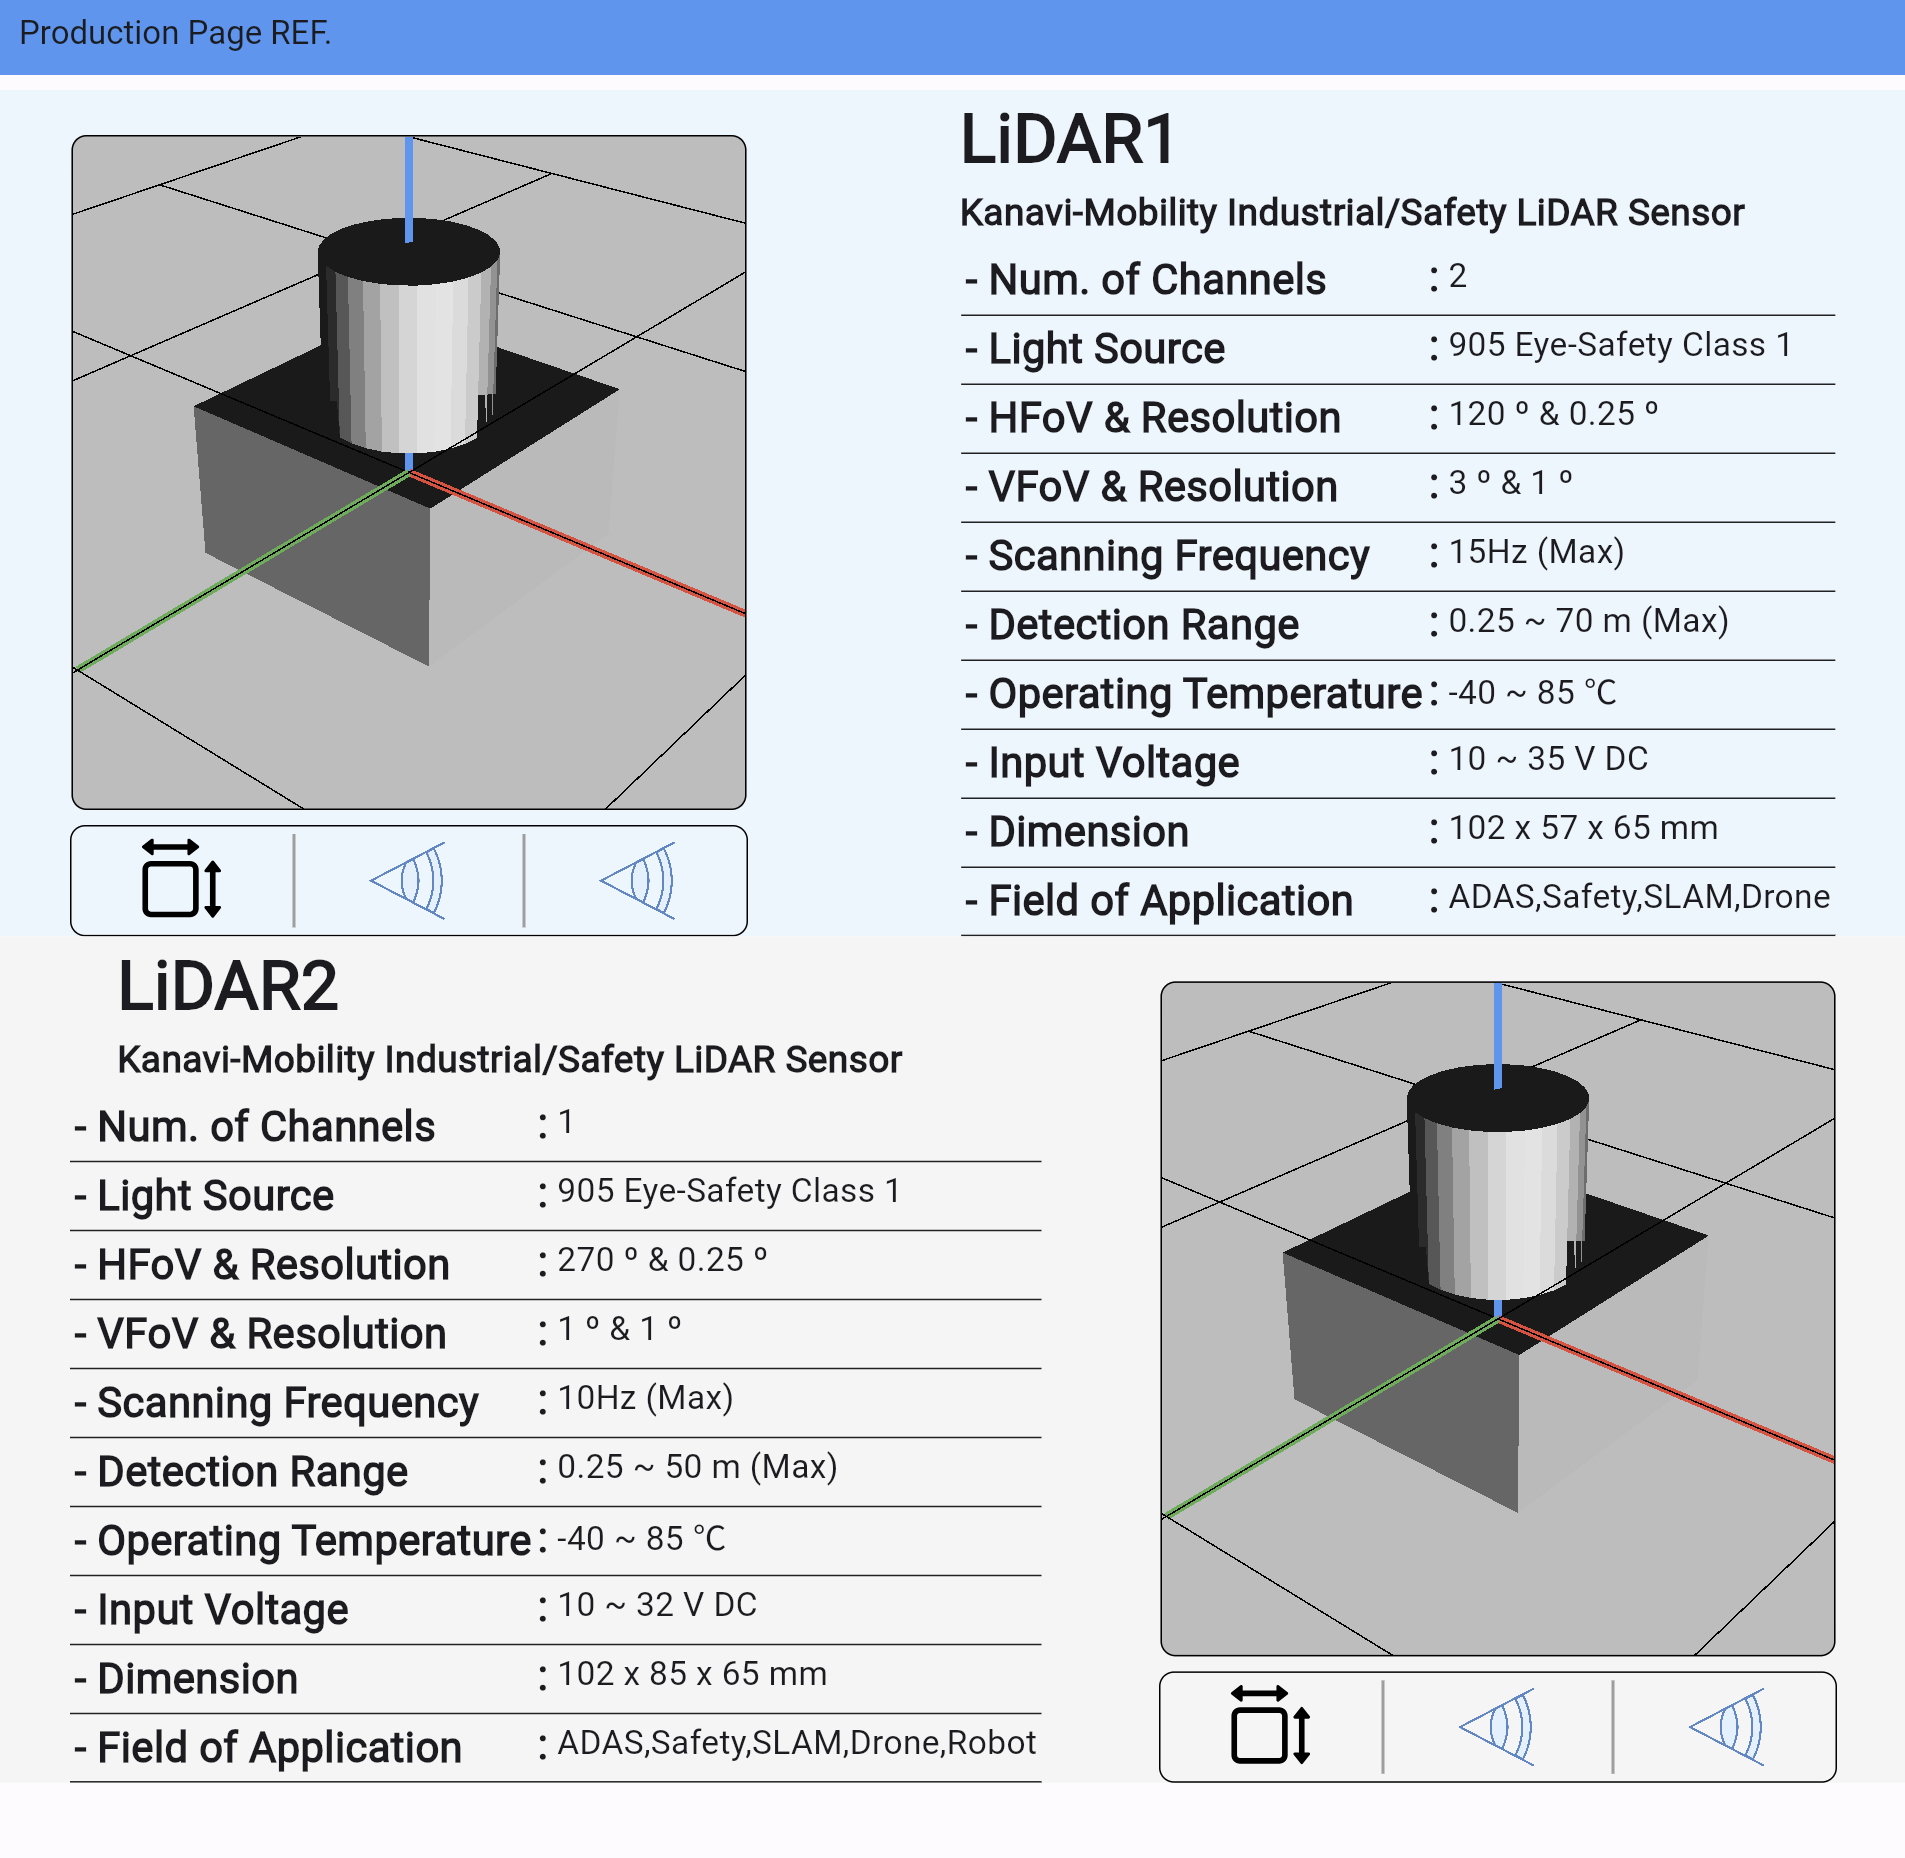 Production Page REF.
LiDAR1
Kanavi-Mobility Industrial/Safety LiDAR Sensor
- Num. of Channels : 2
- Light Source : 905 Eye-Safety Class 1
- HFoV & Resolution : 120 º & 0.25 º
- VFoV & Resolution : 3 º & 1 º
- Scanning Frequency : 15Hz (Max)
- Detection Range : 0.25 ~ 70 m (Max)
- Operating Temperature : -40 ~ 85 ℃
- Input Voltage : 10 ~ 35 V DC
- Dimension : 102 x 57 x 65 mm
- Field of Application : ADAS,Safety,SLAM,Drone
LiDAR2
Kanavi-Mobility Industrial/Safety LiDAR Sensor
- Num. of Channels : 1
- Light Source : 905 Eye-Safety Class 1
- HFoV & Resolution : 270 º & 0.25 º
- VFoV & Resolution : 1 º & 1 º
- Scanning Frequency : 10Hz (Max)
- Detection Range : 0.25 ~ 50 m (Max)
- Operating Temperature : -40 ~ 85 ℃
- Input Voltage : 10 ~ 32 V DC
- Dimension : 102 x 85 x 65 mm
- Field of Application : ADAS,Safety,SLAM,Drone,Robot